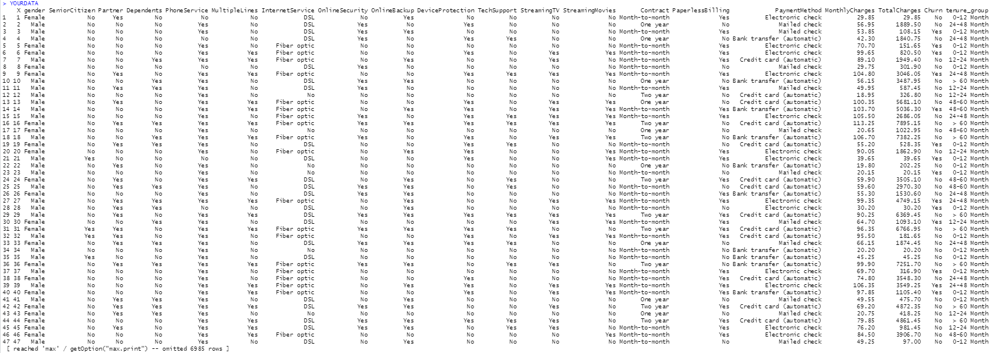 > YOURDATA
X gender SeniorCitizen Partner Dependents PhoneService MultipleLines InternetService OnlineSecurity OnlineBackup DeviceProtection TechSupport StreamingTV StreamingMovies Contract PaperlessBilling PaymentMethod MonthlyCharges TotalCharges Churn tenure_group
1 1 Female No Yes No No No DSL No Yes No No No No Month-to-month Yes Electronic check 29.85 29.85 No 0-12 Month
2 2 Male No No No Yes No DSL Yes No Yes No No No One year No Mailed check 56.95 1889.50 No 24-48 Month
3 3 Male No No No Yes No DSL Yes Yes No No No No Month-to-month Yes Mailed check 53.85 108.15 Yes 0-12 Month
4 4 Male No No No No No DSL Yes No Yes Yes No No One year No Bank transfer (automatic) 42.30 1840.75 No 24-48 Month
5 5 Female No No No Yes No Fiber optic No No No No No No Month-to-month Yes Electronic check 70.70 151.65 Yes 0-12 Month
6 6 Female No No No Yes Yes Fiber optic No No Yes No Yes Yes Month-to-month Yes Electronic check 99.65 820.50 Yes 0-12 Month
7 7 Male No No Yes Yes Yes Fiber optic No Yes No No Yes No Month-to-month Yes Credit card (automatic) 89.10 1949.40 No 12-24 Month
8 8 Female No No No No No DSL Yes No No No No No Month-to-month No Mailed check 29.75 301.90 No 0-12 Month
9 9 Female No Yes No Yes Yes Fiber optic No No Yes Yes Yes Yes Month-to-month Yes Electronic check 104.80 3046.05 Yes 24-48 Month
10 10 Male No No Yes Yes No DSL Yes Yes No No No No One year No Bank transfer (automatic) 56.15 3487.95 No > 60 Month
11 11 Male No Yes Yes Yes No DSL Yes No No No No No Month-to-month Yes Mailed check 49.95 587.45 No 12-24 Month
12 12 Male No No No Yes No No No No No No No No Two year No Credit card (automatic) 18.95 326.80 No 12-24 Month
13 13 Male No Yes No Yes Yes Fiber optic No No Yes No Yes Yes One year No Credit card (automatic) 100.35 5681.10 No 48-60 Month
14 14 Male No No No Yes Yes Fiber optic No Yes Yes No Yes Yes Month-to-month Yes Bank transfer (automatic) 103.70 5036.30 Yes 48-60 Month
15 15 Male No No No Yes No Fiber optic Yes No Yes Yes Yes Yes Month-to-month Yes Electronic check 105.50 2686.05 No 24-48 Month
16 16 Female No Yes Yes Yes Yes Fiber optic Yes Yes Yes Yes Yes Yes Two year No Credit card (automatic) 113.25 7895.15 No > 60 Month
17 17 Female No No No Yes No No No No No No No No One year No Mailed check 20.65 1022.95 No 48-60 Month
18 18 Male No No Yes Yes Yes Fiber optic Yes No Yes No Yes Yes Two year No Bank transfer (automatic) 106.70 7382.25 No > 60 Month
19 19 Female No Yes Yes Yes No DSL No No Yes Yes No No Month-to-month No Credit card (automatic) 55.20 528.35 Yes 0-12 Month
20 20 Female No No No Yes No Fiber optic No Yes Yes No No Yes Month-to-month Yes Electronic check 90.05 1862.90 No 12-24 Month
21 21 Male Yes No No No No DSL No No Yes No No Yes Month-to-month Yes Electronic check 39.65 39.65 Yes 0-12 Month
22 22 Male No Yes No Yes No No No No No No No No One year No Bank transfer (automatic) 19.80 202.25 No 0-12 Month
23 23 Male No No No Yes No No No No No No No No Month-to-month No Mailed check 20.15 20.15 Yes 0-12 Month
24 24 Female No Yes No Yes Yes DSL No Yes No Yes No No Two year Yes Credit card (automatic) 59.90 3505.10 No 48-60 Month
25 25 Male No Yes No Yes No DSL Yes Yes No Yes No No Month-to-month No Credit card (automatic) 59.60 2970.30 No 48-60 Month
26 26 Female No No No Yes No DSL Yes Yes No No No No Month-to-month Yes Bank transfer (automatic) 55.30 1530.60 No 24-48 Month
27 27 Male No Yes No Yes Yes Fiber optic No Yes No No Yes Yes Month-to-month Yes Electronic check 99.35 4749.15 Yes 24-48 Month
28 28 Male No Yes Yes No No DSL No Yes No No No No Month-to-month Yes Electronic check 30.20 30.20 Yes 0-12 Month
29 29 Male No Yes Yes Yes Yes DSL Yes Yes Yes Yes Yes Yes Two year Yes Credit card (automatic) 90.25 6369.45 No > 60 Month
30 30 Female No No Yes Yes No DSL No No No No Yes Yes Month-to-month Yes Mailed check 64.70 1093.10 Yes 12-24 Month
31 31 Female Yes Yes No Yes Yes Fiber optic Yes Yes Yes Yes No Yes Two year Yes Credit card (automatic) 96.35 6766.95 No > 60 Month
32 32 Male Yes Yes No Yes Yes Fiber optic No No Yes No Yes Yes Month-to-month Yes Credit card (automatic) 95.50 181.65 No 0-12 Month
33 33 Female No Yes Yes Yes No DSL Yes Yes Yes Yes No No One year No Mailed check 66.15 1874.45 No 24-48 Month
34 34 Male No No No Yes No No No No No No No No Month-to-month No Bank transfer (automatic) 20.20 20.20 No 0-12 Month
35 35 Male Yes No No Yes No DSL Yes No No No No No Month-to-month No Bank transfer (automatic) 45.25 45.25 No 0-12 Month
36 36 Female No Yes Yes Yes Yes Fiber optic Yes Yes No Yes Yes No Two year No Bank transfer (automatic) 99.90 7251.70 No > 60 Month
37 37 Male No No No Yes No Fiber optic No No No No No No Month-to-month Yes Electronic check 69.70 316.90 Yes 0-12 Month
38 38 Female No No No Yes Yes Fiber optic No No No No No No Month-to-month Yes Credit card (automatic) 74.80 3548.30 No 24-48 Month
39 39 Male No No No Yes Yes Fiber optic No Yes Yes No Yes Yes Month-to-month Yes Electronic check 106.35 3549.25 Yes 24-48 Month
40 40 Female No No No Yes Yes Fiber optic No No Yes No Yes Yes Month-to-month Yes Bank transfer (automatic) 97.85 1105.40 Yes 0-12 Month
41 41 Male No Yes Yes Yes No DSL No Yes No No No No One year No Mailed check 49.55 475.70 No 0-12 Month
42 42 Female No Yes Yes Yes Yes DSL Yes Yes No No Yes No Two year Yes Credit card (automatic) 69.20 4872.35 No > 60 Month
43 43 Female No Yes Yes Yes No No No No No No No No One year No Mailed check 20.75 418.25 No 12-24 Month
44 44 Female No No No Yes Yes DSL Yes Yes Yes Yes Yes No Two year Yes Credit card (automatic) 79.85 4861.45 No > 60 Month
45 45 Female No Yes No Yes Yes DSL Yes Yes No No Yes Yes Month-to-month Yes Electronic check 76.20 981.45 No 12-24 Month
46 46 Female No No No Yes No Fiber optic No No No No No Yes Month-to-month Yes Electronic check 84.50 3906.70 No 48-60 Month
47 47 Male No No No Yes No DSL No Yes No No No No Month-to-month No Mailed check 49.25 97.00 No 0-12 Month
[ reached 'max' / getOption("max.print") -- omitted 6985 rows ]